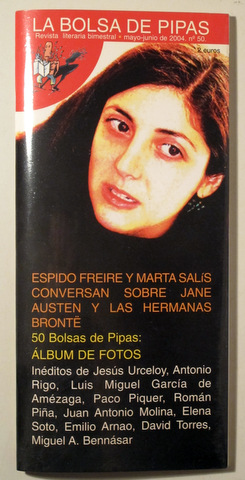 LA BOLSA DE PIPAS
Revista literaria bimestral • mayo-junio de 2004. nº 50.
2 euros
ESPIDO FREIRE Y MARTA SALíS
CONVERSAN SOBRE JANE
AUSTEN Y LAS HERMANAS
BRONTË
50 Bolsas de Pipas:
ÁLBUM DE FOTOS
Inéditos de Jesús Urceloy, Antonio
Rigo, Luis Miguel García de
Amézaga, Paco Piquer, Román
Piña, Juan Antonio Molina, Elena
Soto, Emilio Arnao, David Torres,
Miguel A. Bennásar